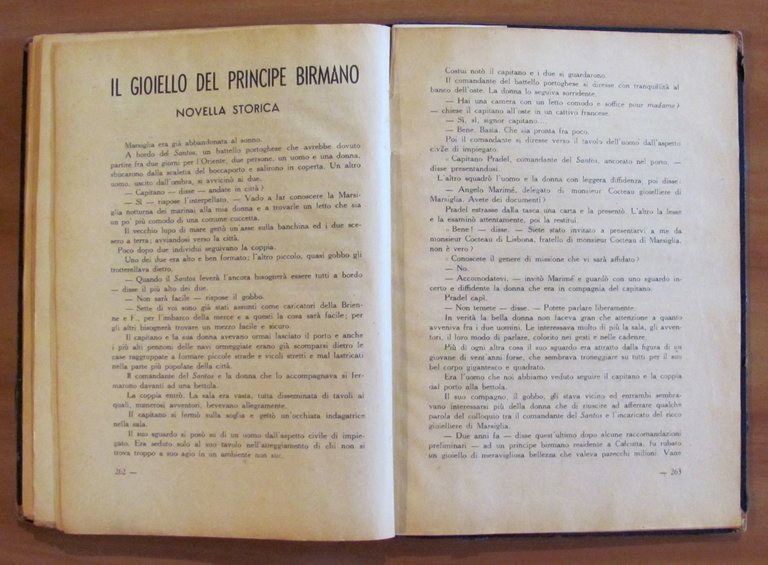 IL GIOIELLO DEL PRINCIPE BIRMANO
NOVELLA STORICA
Marsiglia era già abbandonata al sonno.
A bordo del Santos, un battello portoghese che avrebbe dovuto
partire fra due giorni per l'Oriente, due persone, un uomo e una donna,
sbucarono dalla scaletta del boccaporto e salirono in coperta. Un altro
uomo, uscito dall'ombra, si avvicinò ai due.
— Capitano — disse — andate in città?
— Sì — rispose l'interpellato. — Vado a far conoscere la Marsi-
glia notturna dei marinai alla mia donna e a trovarle un letto che sia
un po' più comodo di una comune cuccetta.
Il vecchio lupo di mare gettò un'asse sulla banchina ed i due sce-
sero a terra; avviandosi verso la città.
Poco dopo due individui seguivano la coppia.
Uno dei due era alto e ben formato; l'altro piccolo, quasi gobbo gli
trotterellava dietro.
— Quando il Santos leverà l'ancora bisognerà essere tutti a bordo
— disse il più alto dei due.
— Non sarà facile — rispose il gobbo.
— Sette di voi sono già stati assunti come caricatori della Brien-
ne e F., per l'imbarco della merce e a questi la cosa sarà facile; per
gli altri bisognerà trovare un mezzo facile e sicuro.
Il capitano e la sua donna avevano ormai lasciato il porto e anche
i più alti pennoni delle navi ormeggiate erano già scomparsi dietro le
case raggruppate a formare piccole strade e vicoli stretti e mal lastricati
nella parte più popolare della città.
Il comandante del Santos e la donna che lo accompagnava si fer-
marono davanti ad una bettola.
La coppia entrò. La sala era vasta, tutta disseminata di tavoli ai
quali, numerosi avventori, bevevano allegramente.
Il capitano si fermò sulla soglia e gettò un'occhiata indagatrice
nella sala.
Il suo sguardo si posò su di un uomo dall'aspetto civile di impie-
gato. Era seduto solo al suo tavolo nell'atteggiamento di chi non si
trova troppo a suo agio in un ambiente non suo.
262 —
Costui notò il capitano e i due si guardarono.
Il comandante del battello portoghese si diresse con tranquillità al
banco dell'oste. La donna lo seguiva sorridente.
— Hai una camera con un letto comodo e soffice pour madame?
— chiese il capitano all'oste in un cattivo francese.
— Sì, sì, signor capitano....
— Bene. Basta. Che sia pronta fra poco.
Poi il comandante si diresse verso il tavolo dell'uomo dall'aspetto
civile di impiegato.
« Capitano Pradel, comandante del Santos, ancorato nel porto, —
disse presentandosi.
L'altro squadrò l'uomo e la donna con leggera diffidenza, poi disse:
— Angelo Marimé, delegato di monsieur Cocteau gioielliere di
Marsiglia. Avete dei documenti?
Pradel estrasse dalla tasca una carta e la presentò. L'altro la lesse
e la esaminò attentamente, poi la restituì.
« Bene! — disse. — Siete stato invitato a presentarvi a me da
monsieur Cocteau di Lisbona, fratello di monsieur Cocteau di Marsiglia,
non è vero?
« Conoscete il genere di missione che vi sarà affidato?
— No.
— Accomodatevi, — invitò Marimé e guardò con uno sguardo in-
certo e diffidente la donna che era in compagnia del capitano.
Pradel capì.
— Non temete — disse. — Potete parlare liberamente.
In verità la bella donna non faceva gran che attenzione a quanto
avveniva fra i due uomini. Le interessava molto di più la sala, gli avven-
tori, il loro modo di parlare, colorito nei gesti e nelle cadenze.
Più di ogni altra cosa il suo sguardo era attrato dalla figura di un
giovane di vent'anni forse, che sembrava troneggiare su tutti per il suo
bel corpo gigantesco e quadrato.
Era l'uomo che noi abbiamo veduto seguire il capitano e la coppia
dal porto alla bettola.
Il suo compagno, il gobbo, gli stava vicino ed entrambi sembra-
vano interessarsi più della donna che di riuscire ad afferrare qualche
parola del colloquio tra il comandante del Santos e l'incaricato del ricco
gioielliere di Marsiglia.
— Due anni fa — disse quest'ultimo dopo alcune raccomandazioni
preliminari — ad un principe birmano residente a Calcutta, fu rubato
un gioiello di meravigliosa bellezza che valeva parecchi milioni. Vane
— 263